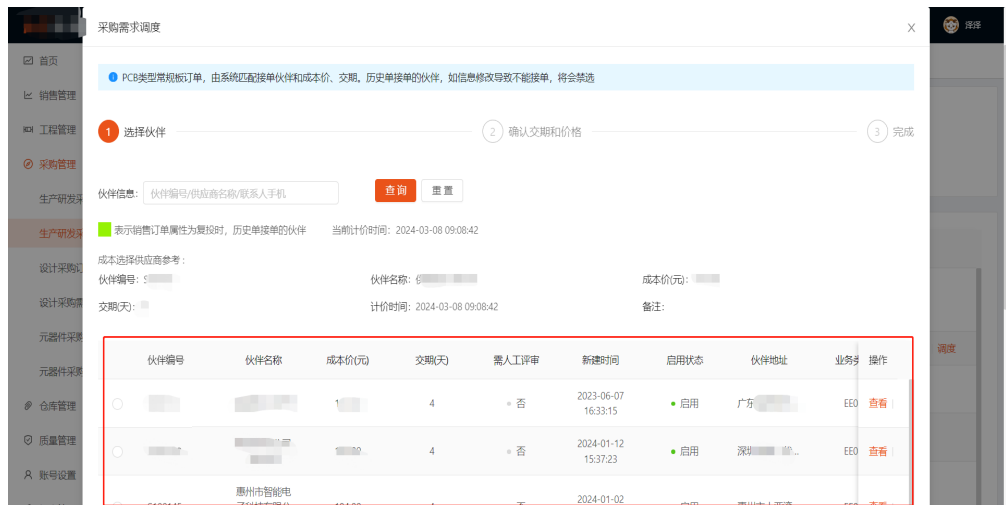 采购需求调度
X
译择
首页
销售管理
工程管理
采购管理
生产研发采
生产研发采
设计采购订
设计采购需
元器件采购
元器件采购
仓库管理
质量管理
账号设置
PCB类型常规板订单，由系统匹配接单伙伴和成本价、交期。历史单接单的伙伴，如信息修改导致不能接单，将会禁选
1 选择伙伴
2 确认交期和价格
3 完成
伙伴信息: 伙伴编号/供应商名称/联系人手机 查询 重置
表示销售订单属性为复投时，历史单接单的伙伴 当前计价时间: 2024-03-08 09:08:42
成本选择供应商参考:
伙伴编号: 伙伴名称: 成本价(元):
交期(天): 计价时间: 2024-03-08 09:08:42 备注:
伙伴编号 伙伴名称 成本价(元) 交期(天) 需人工评审 新建时间 启用状态 伙伴地址 业务 操作
4 否 2023-06-07 启用 广东 EE0 查看
16:33:15
4 否 2024-01-12 启用 深圳 EE0 查看
15:37:23
惠州市智能电
2024-01-02
调度